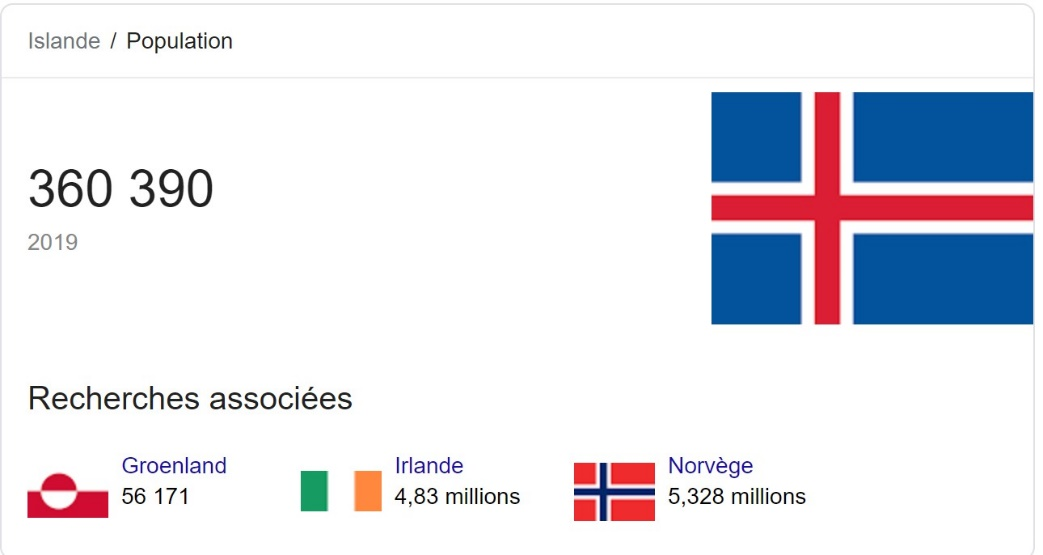 Islande / Population
360 390
2019
Recherches associées
Groenland
56 171
Irlande
4,83 millions
Norvège
5,328 millions